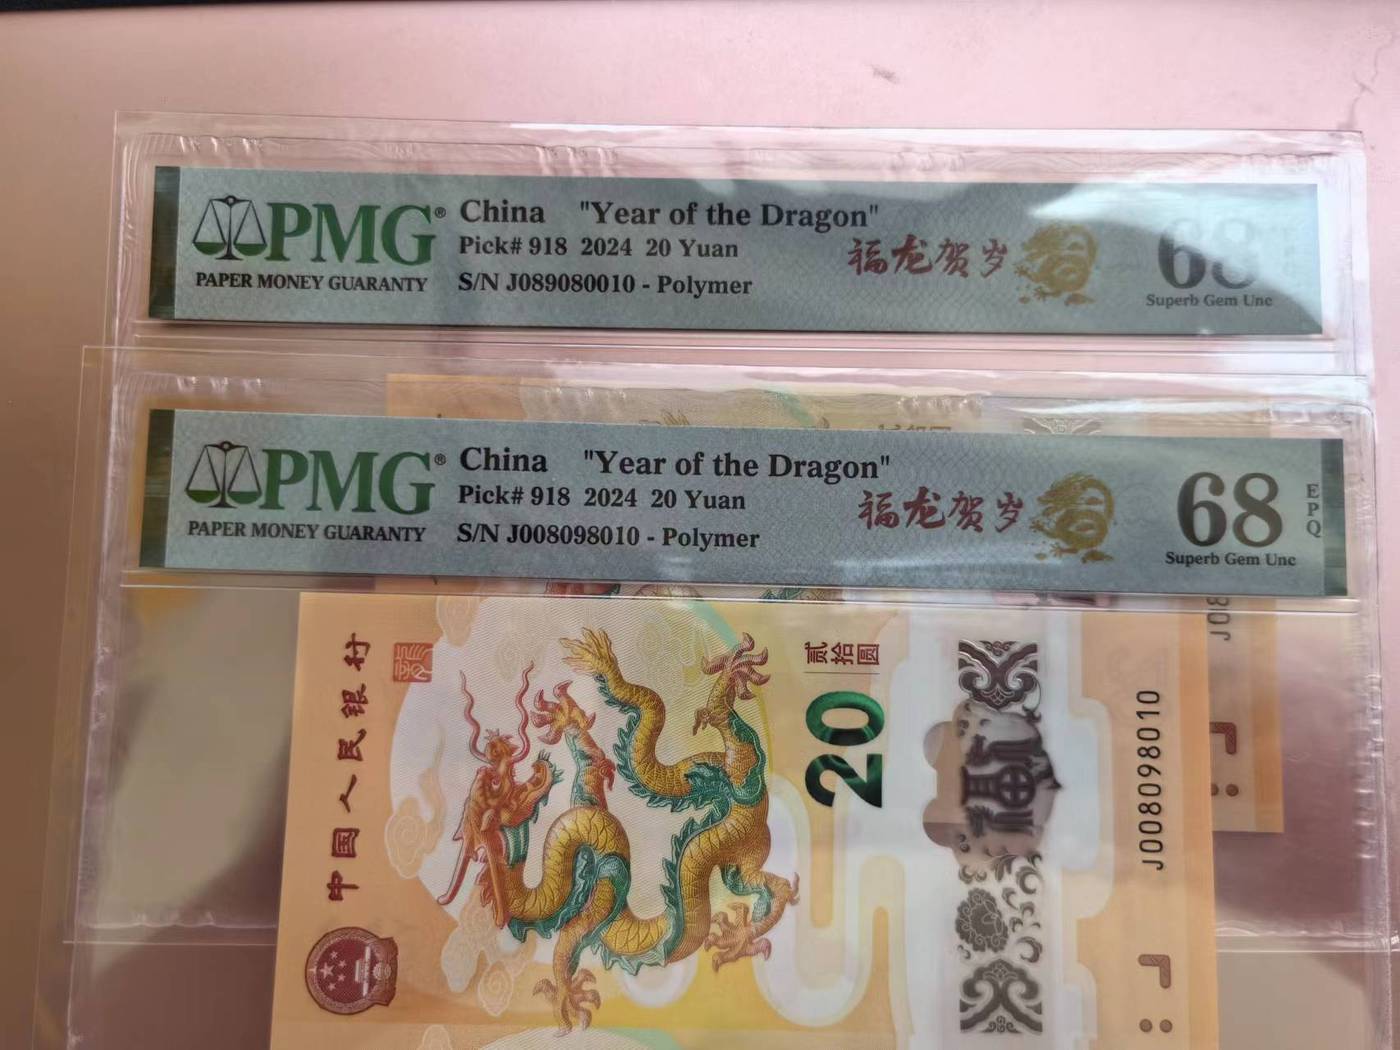 PMG® China "Year of the Dragon"
Pick# 918 2024 20 Yuan
PAPER MONEY GUARANTY
S/N J089080010 - Polymer
福龙贺岁
68
Superb Gem Unc
PMG® China "Year of the Dragon"
Pick# 918 2024 20 Yuan
PAPER MONEY GUARANTY
S/N J008098010 - Polymer
福龙贺岁
68
EPQ
Superb Gem Unc
中国人民银行
贰拾圆
20
福
J008098010
J08